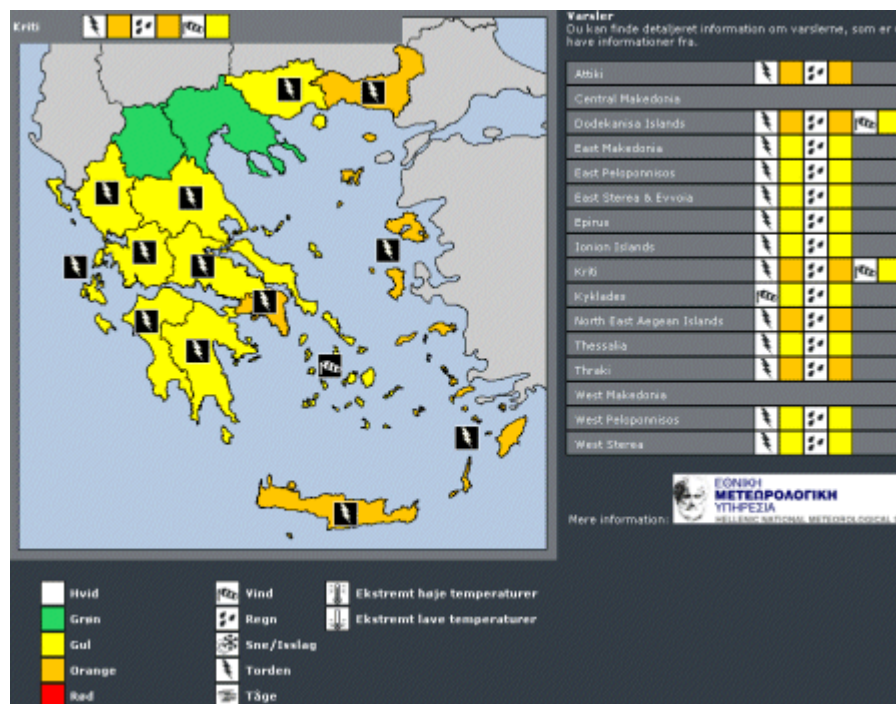 Kriti
Varsler
Du kan finde detaljeret information om varslerne, som er
have informationer fra.
Attiki
Central Makedonia
Dodekanisa Islands
East Makedonia
East Peloponnisos
East Sterea & Evvoia
Epirus
Ionion Islands
Kriti
Kyklades
North East Aegean Islands
Thessalia
Thraki
West Makedonia
West Peloponnisos
West Sterea
Mere information:
ΕΘΝΙΚΗ
ΜΕΤΕΩΡΟΛΟΓΙΚΗ
ΥΠΗΡΕΣΙΑ
HELLENIC NATIONAL METEOROLOGICAL
Hvid
Grøn
Gul
Orange
Rød
Vind
Regn
Sne/Isslag
Torden
Tåge
Ekstremt høje temperaturer
Ekstremt lave temperaturer